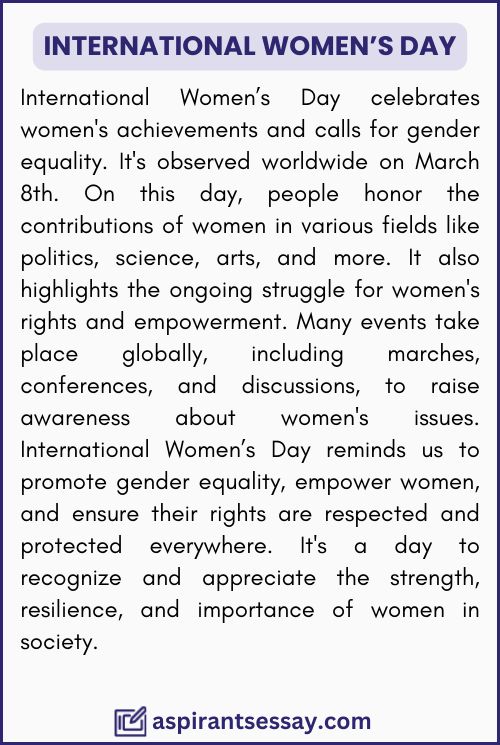 INTERNATIONAL WOMEN’S DAY
International Women’s Day celebrates
women's achievements and calls for gender
equality. It's observed worldwide on March
8th. On this day, people honor the
contributions of women in various fields like
politics, science, arts, and more. It also
highlights the ongoing struggle for women's
rights and empowerment. Many events take
place globally, including marches,
conferences, and discussions, to raise
awareness about women's issues.
International Women’s Day reminds us to
promote gender equality, empower women,
and ensure their rights are respected and
protected everywhere. It's a day to
recognize and appreciate the strength,
resilience, and importance of women in
society.
aspirantsessay.com